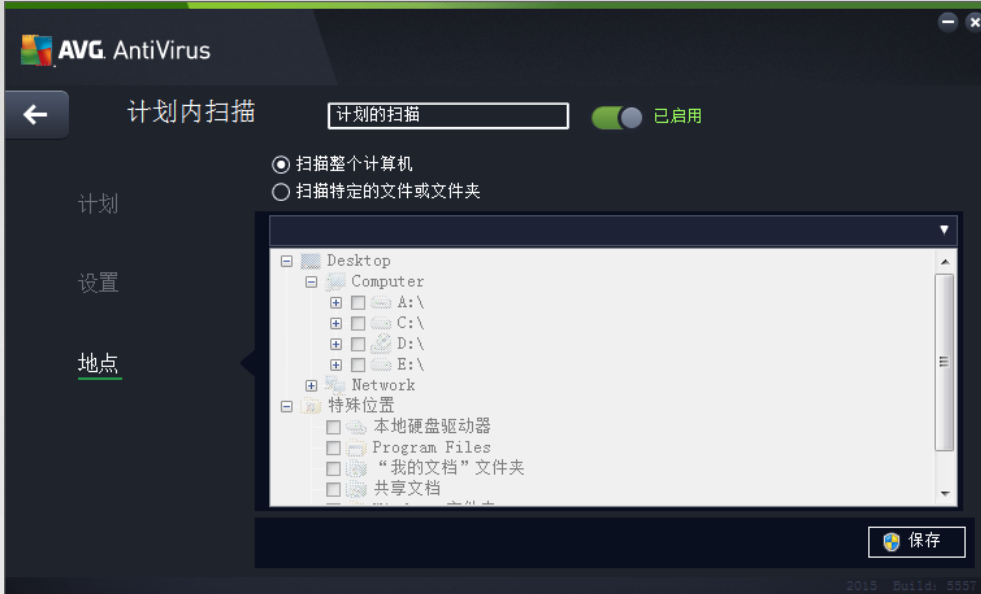 AVG. AntiVirus
计划内扫描
计划的扫描
已启用
扫描整个计算机
扫描特定的文件或文件夹
计划
设置
地点
Desktop
Computer
A:\
C:\
D:\
E:\
Network
特殊位置
本地硬盘驱动器
Program Files
“我的文档”文件夹
共享文档
保存
2015 Build: 5557